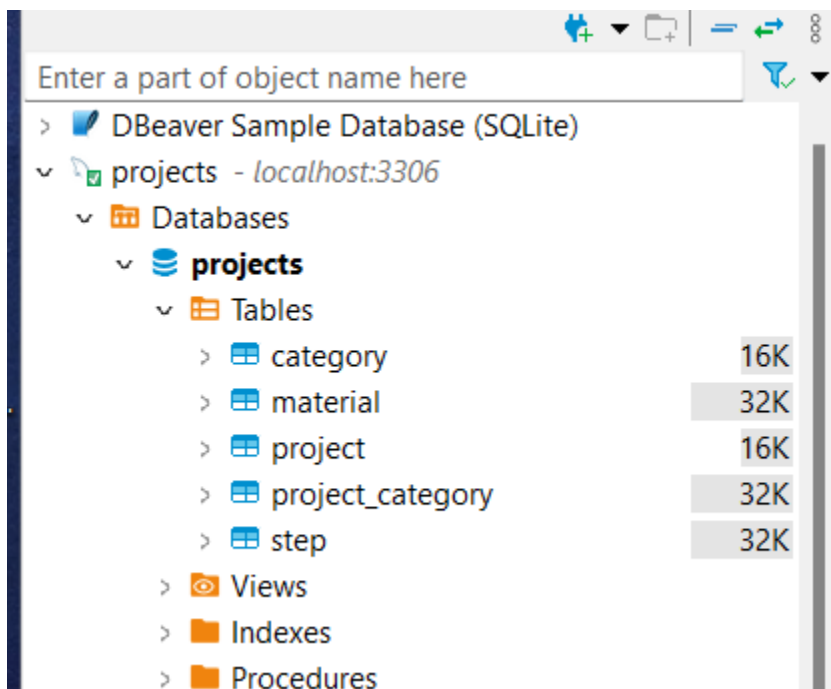 Enter a part of object name here
DBeaver Sample Database (SQLite)
projects - localhost:3306
Databases
projects
Tables
category 16K
material 32K
project 16K
project_category 32K
step 32K
Views
Indexes
Procedures